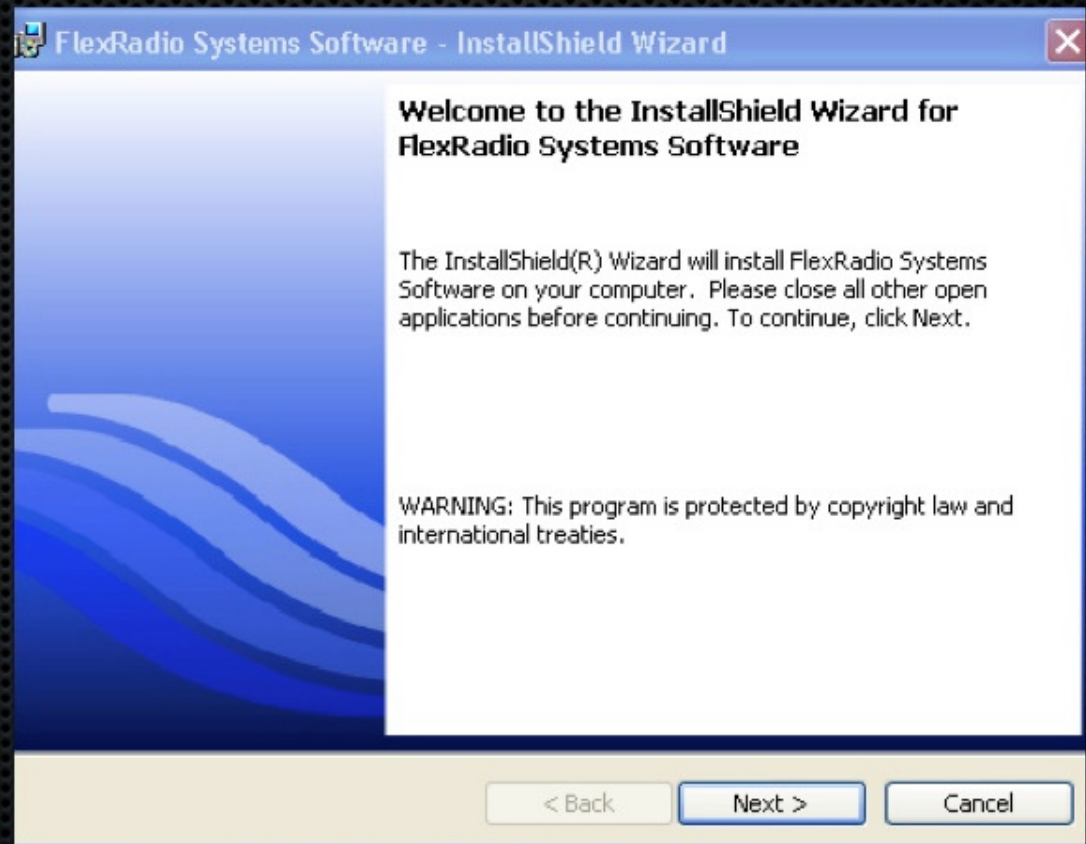 FlexRadio Systems Software - InstallShield Wizard
Welcome to the InstallShield Wizard for
FlexRadio Systems Software
The InstallShield(R) Wizard will install FlexRadio Systems
Software on your computer.  Please close all other open
applications before continuing. To continue, click Next.
WARNING: This program is protected by copyright law and
international treaties.
< Back
Next >
Cancel